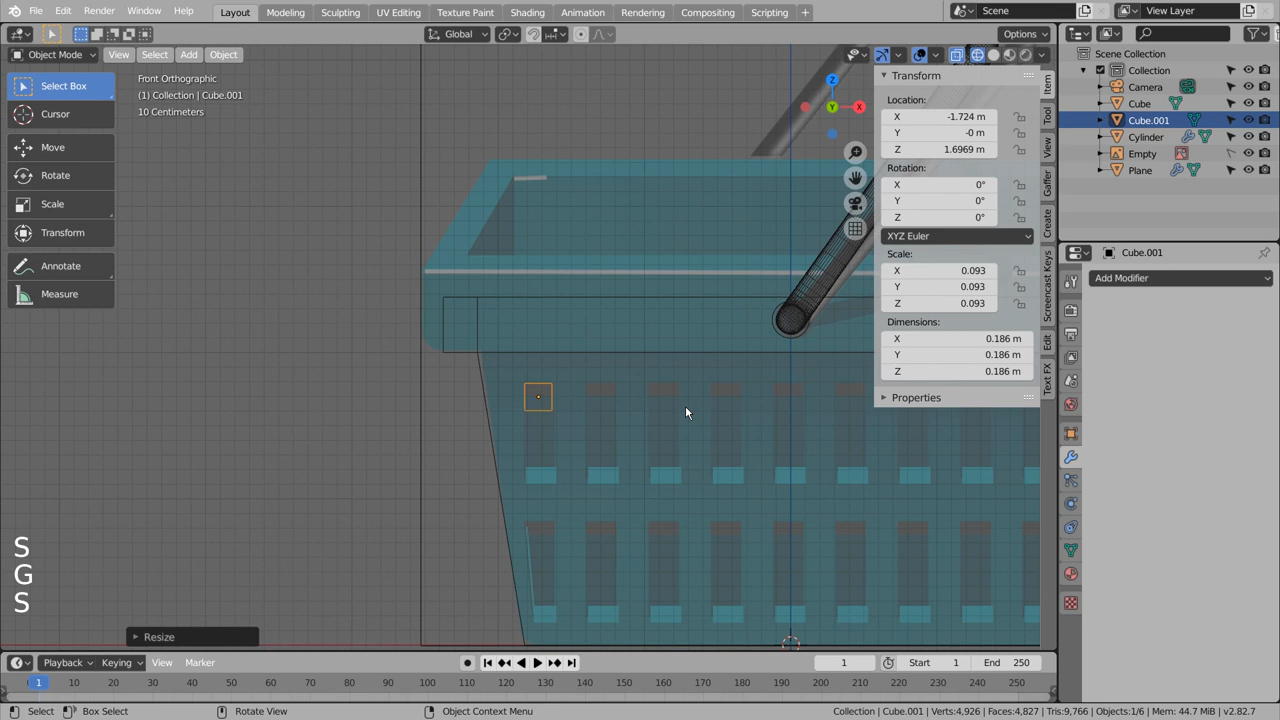 File Edit Render Window Help Layout Modeling Sculpting UV Editing Texture Paint Shading Animation Rendering Compositing Scripting + Scene View Layer
Global Options
Object Mode View Select Add Object
Select Box
Cursor
Move
Rotate
Scale
Transform
Annotate
Measure
Front Orthographic
(1) Collection | Cube.001
10 Centimeters
Z
X
Y
Transform
Location:
X -1.724 m
Y -0 m
Z 1.6969 m
Rotation:
X 0°
Y 0°
Z 0°
XYZ Euler
Scale:
X 0.093
Y 0.093
Z 0.093
Dimensions:
X 0.186 m
Y 0.186 m
Z 0.186 m
Properties
Item
Tool
View
Gaffer
Create
Screencast Keys
Edit
Text FX
Scene Collection
Collection
Camera
Cube
Cube.001
Cylinder
Empty
Plane
Cube.001
Add Modifier
S
G
S
Resize
Playback Keying View Marker 1 Start 1 End 250
1 10 20 30 40 50 60 70 80 90 100 110 120 130 140 150 160 170 180 190 200 210 220 230 240 250
Select Box Select Rotate View Object Context Menu Collection | Cube.001 | Verts:4,926 | Faces:4,827 | Tris:9,766 | Objects:1/6 | Mem: 44.7 MiB | v2.82.7